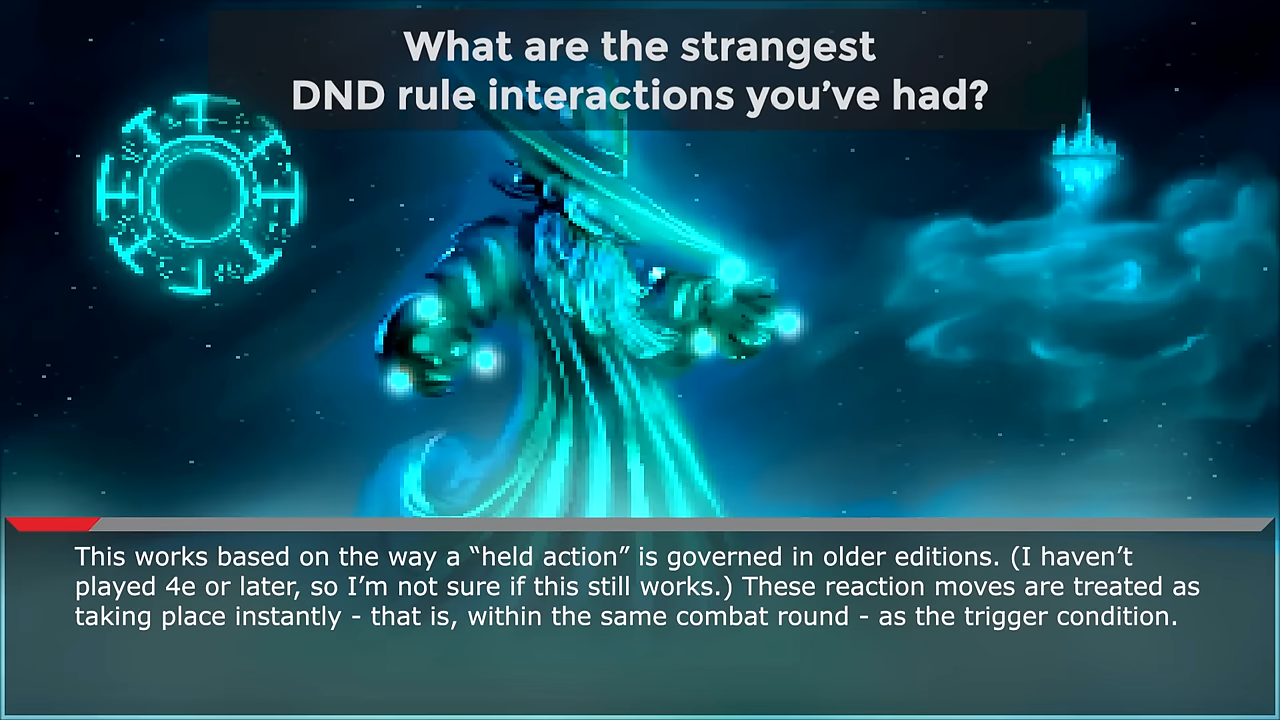 What are the strangest
DND rule interactions you’ve had?
This works based on the way a “held action” is governed in older editions. (I haven’t
played 4e or later, so I’m not sure if this still works.) These reaction moves are treated as
taking place instantly - that is, within the same combat round - as the trigger condition.